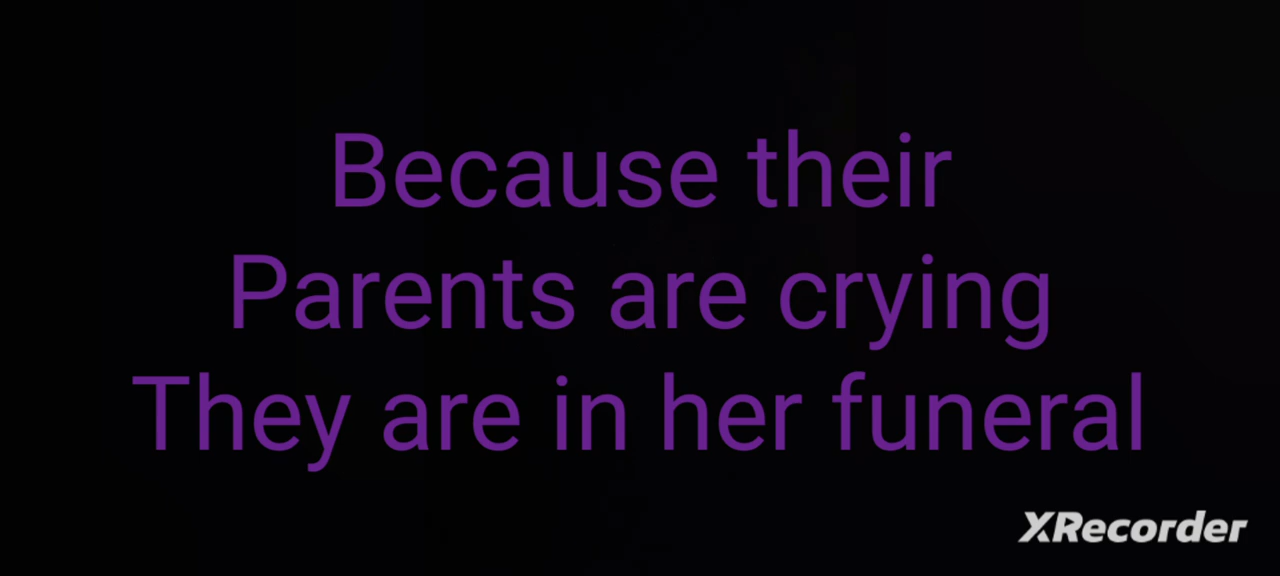 Because their
Parents are crying
They are in her funeral
XRecorder